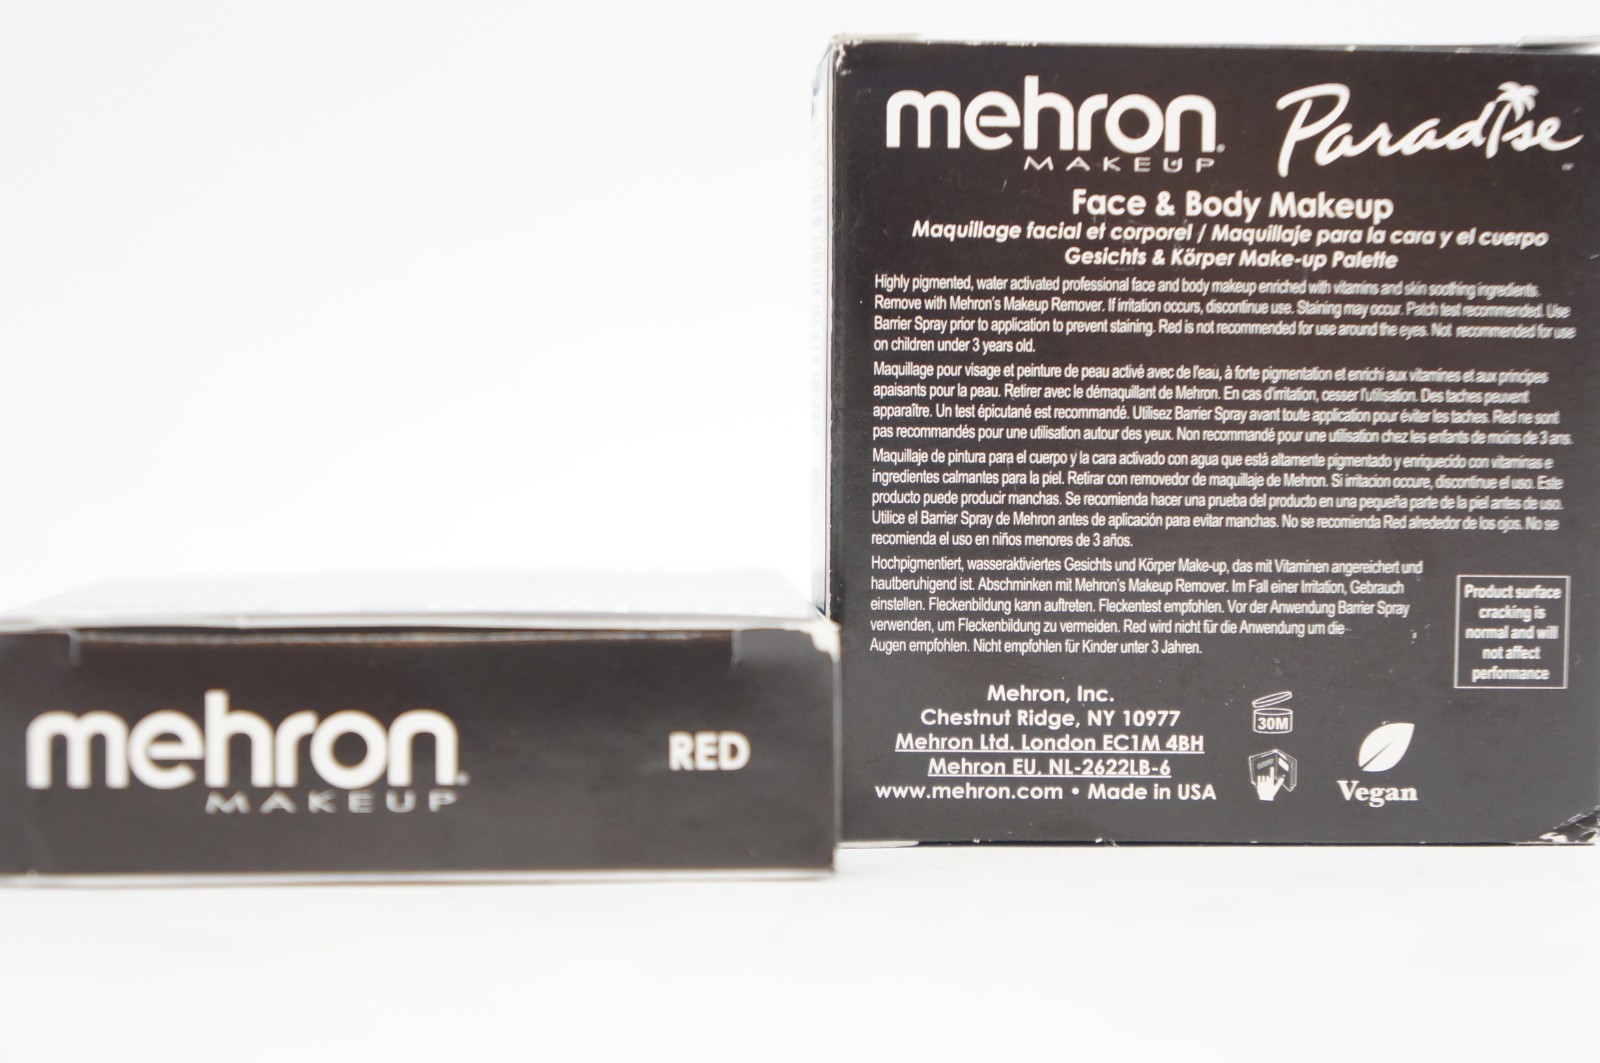 mehron
MAKEUP
RED
mehron Paradise
MAKEUP
Face & Body Makeup
Maquillage facial et corporel / Maquillaje para la cara y el cuerpo
Gesichts & Körper Make-up Palette
Highly pigmented, water activated professional face and body makeup enriched with vitamins and skin soothing ingredients.
Remove with Mehron's Makeup Remover. If irritation occurs, discontinue use. Staining may occur. Patch test recommended. Use
Barrier Spray prior to application to prevent staining. Red is not recommended for use around the eyes. Not recommended for use
on children under 3 years old.
Maquillage pour visage et peinture de peau activé avec de l'eau, à forte pigmentation et enrichi aux vitamines et aux principes
apaisants pour la peau. Retirer avec le démaquillant de Mehron. En cas d'irritation, cesser l'utilisation. Des taches peuvent
apparaître. Un test épicutané est recommandé. Utilisez Barrier Spray avant toute application pour éviter les taches. Red ne sont
pas recommandés pour une utilisation autour des yeux. Non recommandé pour une utilisation chez les enfants de moins de 3 ans.
Maquillaje de pintura para el cuerpo y la cara activado con agua que está altamente pigmentado y enriquecido con vitaminas e
ingredientes calmantes para la piel. Retirar con removedor de maquillaje de Mehron. Si irritacion occure, discontinue el uso. Este
producto puede producir manchas. Se recomienda hacer una prueba del producto en una pequeña parte de la piel antes de uso.
Utilice el Barrier Spray de Mehron antes de aplicación para evitar manchas. No se recomienda Red alrededor de los ojos. No se
recomienda el uso en niños menores de 3 años.
Hochpigmentiert, wasseraktiviertes Gesichts und Körper Make-up, das mit Vitaminen angereichert und
hautberuhigend ist. Abschminken mit Mehron's Makeup Remover. Im Fall einer Irritation, Gebrauch
einstellen. Fleckenbildung kann auftreten. Fleckentest empfohlen. Vor der Anwendung Barrier Spray
verwenden, um Fleckenbildung zu vermeiden. Red wird nicht für die Anwendung um die
Augen empfohlen. Nicht empfohlen für Kinder unter 3 Jahren.
Product surface
cracking is
normal and will
not affect
performance
Mehron, Inc.
Chestnut Ridge, NY 10977
Mehron Ltd. London EC1M 4BH
Mehron EU, NL-2622LB-6
www.mehron.com • Made in USA
30M
Vegan